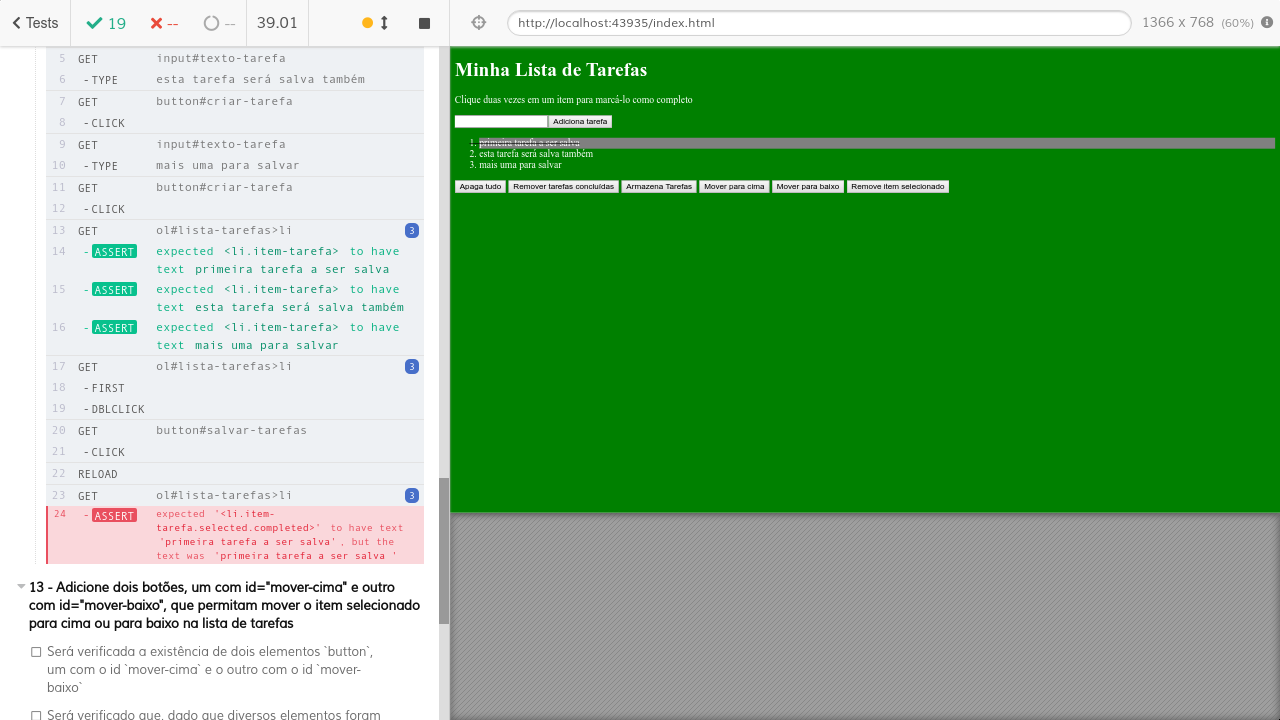 Tests 19 -- -- 39.01
http://localhost:43935/index.html 1366 x 768 (60%)
5 GET input#texto-tarefa
6 -TYPE esta tarefa será salva também
7 GET button#criar-tarefa
8 -CLICK
9 GET input#texto-tarefa
10 -TYPE mais uma para salvar
11 GET button#criar-tarefa
12 -CLICK
13 GET ol#lista-tarefas>li 3
14 -ASSERT expected <li.item-tarefa> to have
text primeira tarefa a ser salva
15 -ASSERT expected <li.item-tarefa> to have
text esta tarefa será salva também
16 -ASSERT expected <li.item-tarefa> to have
text mais uma para salvar
17 GET ol#lista-tarefas>li 3
18 -FIRST
19 -DBLCLICK
20 GET button#salvar-tarefas
21 -CLICK
22 RELOAD
23 GET ol#lista-tarefas>li 3
24 -ASSERT expected '<li.item-
tarefa.selected.completed>' to have text
'primeira tarefa a ser salva', but the
text was 'primeira tarefa a ser salva '
13 - Adicione dois botões, um com id="mover-cima" e outro
com id="mover-baixo", que permitam mover o item selecionado
para cima ou para baixo na lista de tarefas
Será verificada a existência de dois elementos `button`,
um com o id `mover-cima` e o outro com o id `mover-
baixo`
Será verificado que, dado que diversos elementos foram
Minha Lista de Tarefas
Clique duas vezes em um item para marcá-lo como completo
Adiciona tarefa
1. primeira tarefa a ser salva
2. esta tarefa será salva também
3. mais uma para salvar
Apaga tudo Remover tarefas concluídas Armazena Tarefas Mover para cima Mover para baixo Remove item selecionado